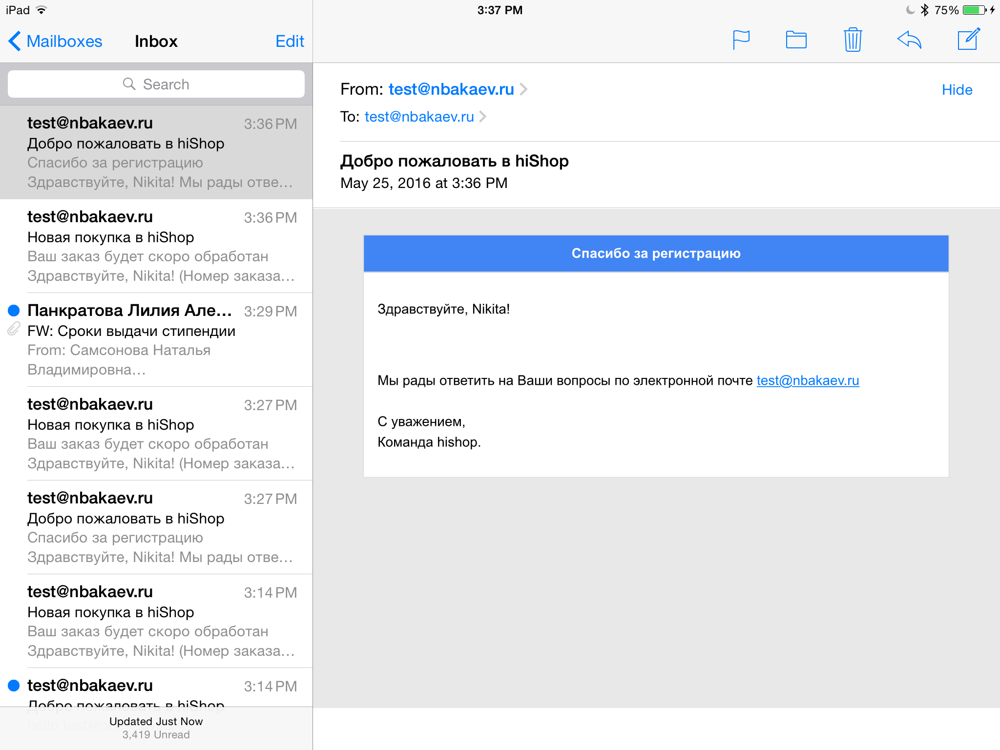 iPad
3:37 PM
75%
Mailboxes
Inbox
Edit
Search
test@nbakaev.ru 3:36 PM
Добро пожаловать в hiShop
Спасибо за регистрацию
Здравствуйте, Nikita! Мы рады отве…
test@nbakaev.ru 3:36 PM
Новая покупка в hiShop
Ваш заказ будет скоро обработан
Здравствуйте, Nikita! (Номер заказа…
Панкратова Лилия Але… 3:29 PM
FW: Сроки выдачи стипендии
From: Самсонова Наталья
Владимировна…
test@nbakaev.ru 3:27 PM
Новая покупка в hiShop
Ваш заказ будет скоро обработан
Здравствуйте, Nikita! (Номер заказа…
test@nbakaev.ru 3:27 PM
Добро пожаловать в hiShop
Спасибо за регистрацию
Здравствуйте, Nikita! Мы рады отве…
test@nbakaev.ru 3:14 PM
Новая покупка в hiShop
Ваш заказ будет скоро обработан
Здравствуйте, Nikita! (Номер заказа…
test@nbakaev.ru 3:14 PM
Добро пожаловать в hiShop
Updated Just Now
3,419 Unread
From: test@nbakaev.ru
Hide
To: test@nbakaev.ru
Добро пожаловать в hiShop
May 25, 2016 at 3:36 PM
Спасибо за регистрацию
Здравствуйте, Nikita!
Мы рады ответить на Ваши вопросы по электронной почте test@nbakaev.ru
С уважением,
Команда hishop.